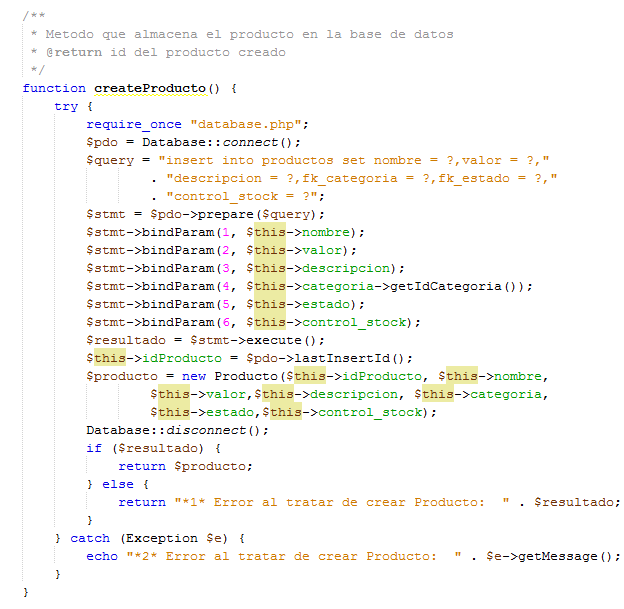 /**
 * Metodo que almacena el producto en la base de datos
 * @return id del producto creado
 */
function createProducto() {
    try {
        require_once "database.php";
        $pdo = Database::connect();
        $query = "insert into productos set nombre = ?,valor = ?,"
                . "descripcion = ?,fk_categoria = ?,fk_estado = ?,"
                . "control_stock = ?";
        $stmt = $pdo->prepare($query);
        $stmt->bindParam(1, $this->nombre);
        $stmt->bindParam(2, $this->valor);
        $stmt->bindParam(3, $this->descripcion);
        $stmt->bindParam(4, $this->categoria->getIdCategoria());
        $stmt->bindParam(5, $this->estado);
        $stmt->bindParam(6, $this->control_stock);
        $resultado = $stmt->execute();
        $this->idProducto = $pdo->lastInsertId();
        $producto = new Producto($this->idProducto, $this->nombre,
                $this->valor,$this->descripcion, $this->categoria,
                $this->estado,$this->control_stock);
        Database::disconnect();
        if ($resultado) {
            return $producto;
        } else {
            return "*1* Error al tratar de crear Producto:  " . $resultado;
        }
    } catch (Exception $e) {
        echo "*2* Error al tratar de crear Producto:  " . $e->getMessage();
    }
}